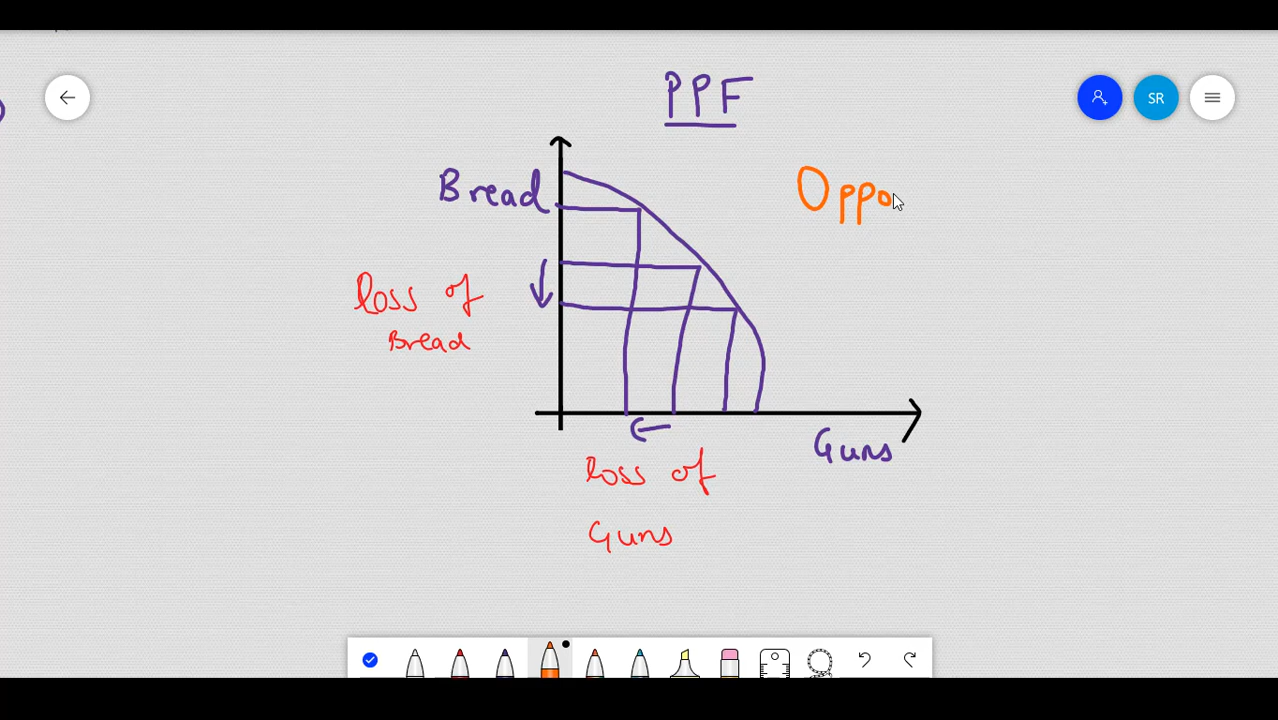 PPF
SR
Bread
Oppo
loss of
Bread
Guns
loss of
Guns